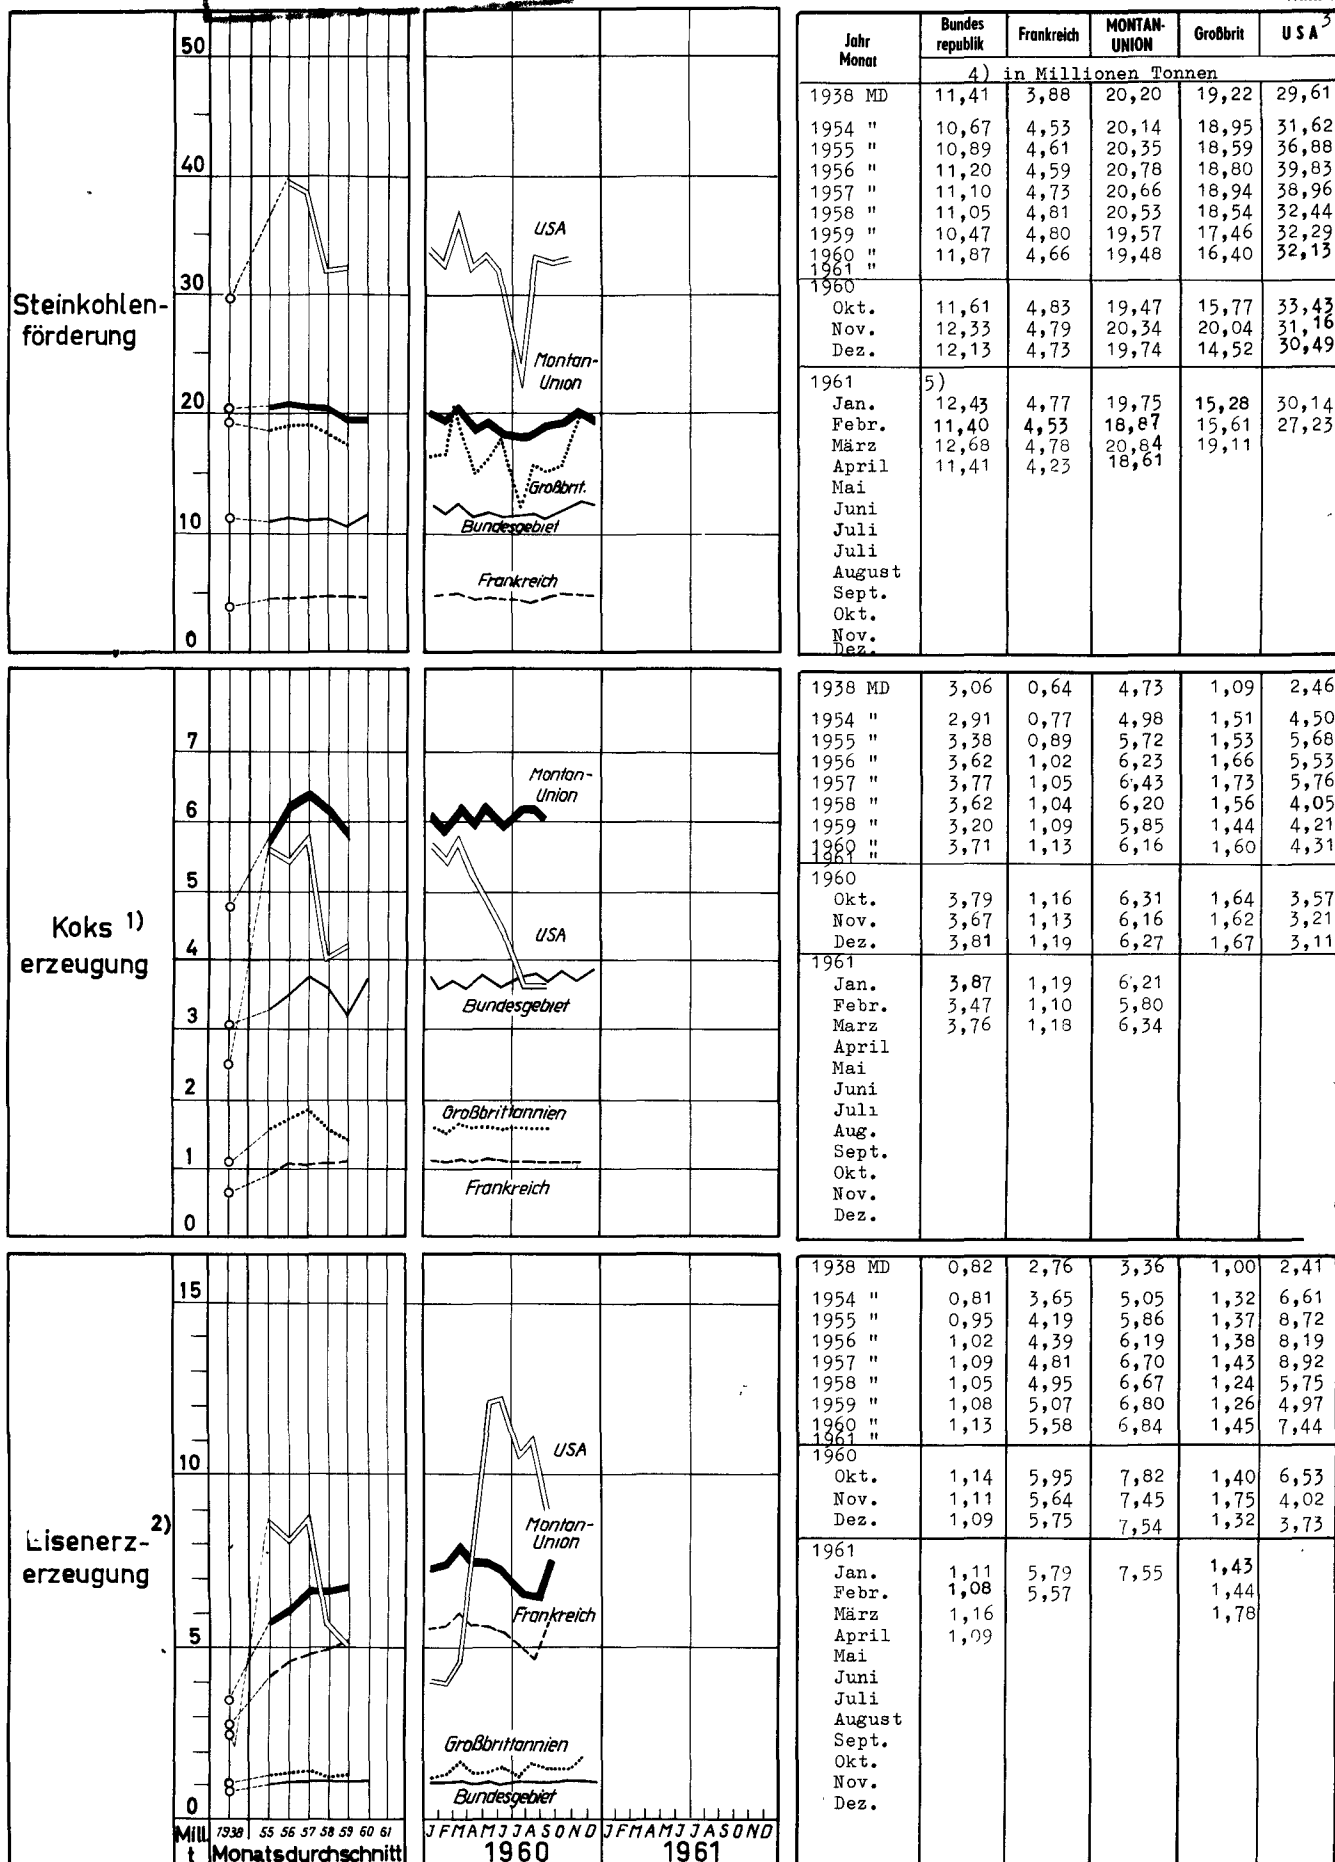 50
40
30
20
10
0
Steinkohlen-
förderung
USA
Montan-
Union
Großbrit.
Bundesgebiet
Frankreich
Jahr Monat | Bundes republik | Frankreich | MONTAN-UNION | Großbrit | USA 3
4) in Millionen Tonnen
1938 MD 11,41 3,88 20,20 19,22 29,61
1954 " 10,67 4,53 20,14 18,95 31,62
1955 " 10,89 4,61 20,35 18,59 36,88
1956 " 11,20 4,59 20,78 18,80 39,83
1957 " 11,10 4,73 20,66 18,94 38,96
1958 " 11,05 4,81 20,53 18,54 32,44
1959 " 10,47 4,80 19,57 17,46 32,29
1960 " 11,87 4,66 19,48 16,40 32,13
1961 "
1960
Okt. 11,61 4,83 19,47 15,77 33,43
Nov. 12,33 4,79 20,34 20,04 31,16
Dez. 12,13 4,73 19,74 14,52 30,49
1961 5)
Jan. 12,43 4,77 19,75 15,28 30,14
Febr. 11,40 4,53 18,87 15,61 27,23
März 12,68 4,78 20,84 19,11
April 11,41 4,23 18,61
Mai
Juni
Juli
Juli
August
Sept.
Okt.
Nov.
Dez.
7
6
5
4
3
2
1
0
Koks 1)
erzeugung
Montan-
Union
USA
Bundesgebiet
Großbrittannien
Frankreich
1938 MD 3,06 0,64 4,73 1,09 2,46
1954 " 2,91 0,77 4,98 1,51 4,50
1955 " 3,38 0,89 5,72 1,53 5,68
1956 " 3,62 1,02 6,23 1,66 5,53
1957 " 3,77 1,05 6,43 1,73 5,76
1958 " 3,62 1,04 6,20 1,56 4,05
1959 " 3,20 1,09 5,85 1,44 4,21
1960 " 3,71 1,13 6,16 1,60 4,31
1961 "
1960
Okt. 3,79 1,16 6,31 1,64 3,57
Nov. 3,67 1,13 6,16 1,62 3,21
Dez. 3,81 1,19 6,27 1,67 3,11
1961
Jan. 3,87 1,19 6,21
Febr. 3,47 1,10 5,80
Marz 3,76 1,18 6,34
April
Mai
Juni
Juli
Aug.
Sept.
Okt.
Nov.
Dez.
15
10
5
0
Eisenerz- 2)
erzeugung
USA
Montan-
Union
Frankreich
Großbrittannien
Bundesgebiet
1938 MD 0,82 2,76 3,36 1,00 2,41
1954 " 0,81 3,65 5,05 1,32 6,61
1955 " 0,95 4,19 5,86 1,37 8,72
1956 " 1,02 4,39 6,19 1,38 8,19
1957 " 1,09 4,81 6,70 1,43 8,92
1958 " 1,05 4,95 6,67 1,24 5,75
1959 " 1,08 5,07 6,80 1,26 4,97
1960 " 1,13 5,58 6,84 1,45 7,44
1961 "
1960
Okt. 1,14 5,95 7,82 1,40 6,53
Nov. 1,11 5,64 7,45 1,75 4,02
Dez. 1,09 5,75 7,54 1,32 3,73
1961
Jan. 1,11 5,79 7,55 1,43
Febr. 1,08 5,57 1,44
März 1,16 1,78
April 1,09
Mai
Juni
Juli
August
Sept.
Okt.
Nov.
Dez.
Mill. t
1938 55 56 57 58 59 60 61
Monatsdurchschnitt
J F M A M J J A S O N D J F M A M J J A S O N D
1960 1961